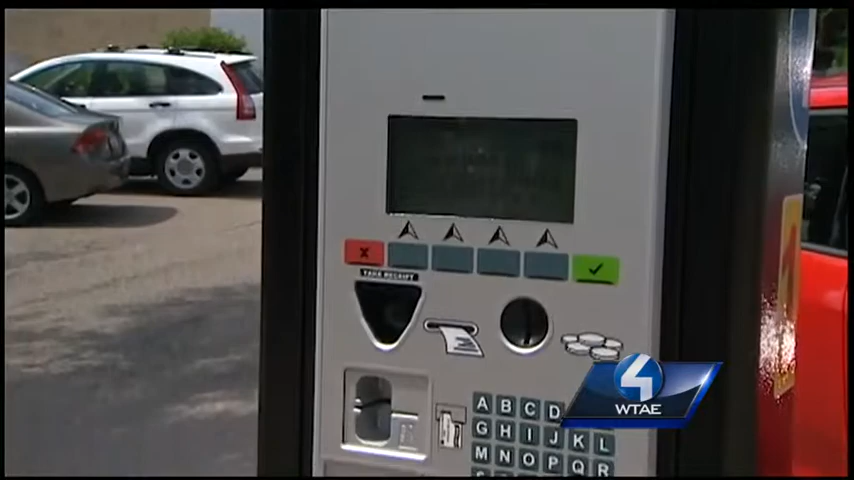 X
TAKE RECEIPT
A B C D
G H I J K L
M N O P Q R
4
WTAE